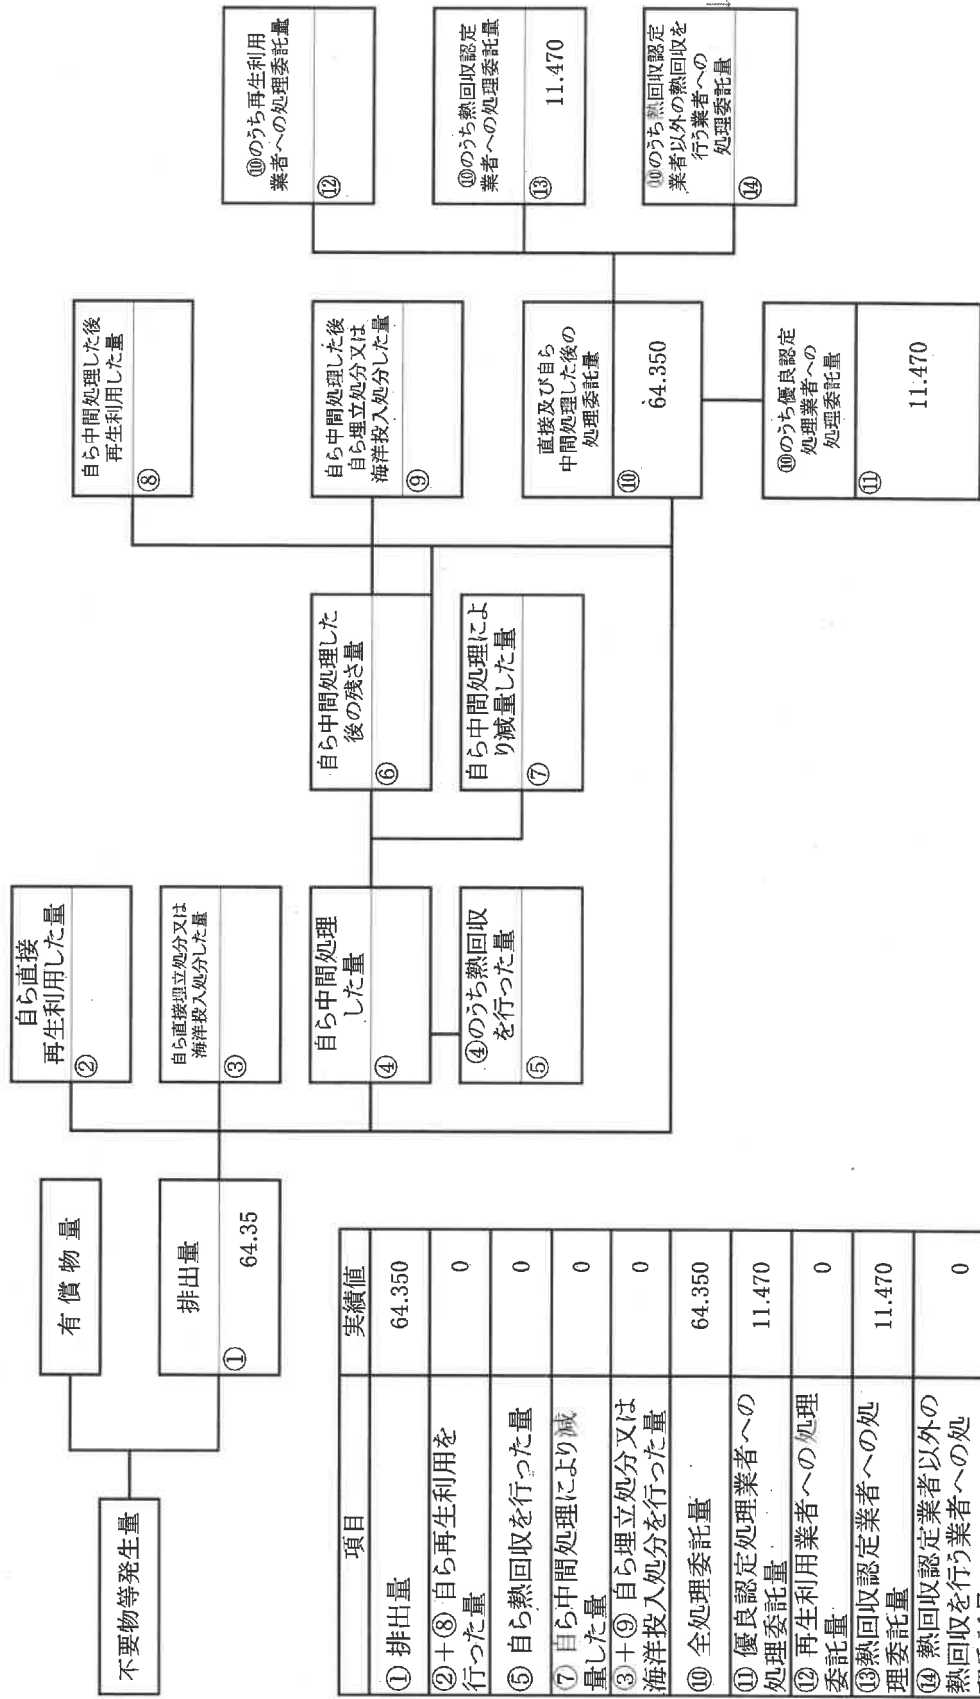 不要物等発生量
有償物量
排出量
①
64.35
自ら直接
再生利用した量
②
自ら直接埋立処分又は
海洋投入処分した量
③
自ら中間処理
した量
④
④のうち熱回収
を行った量
⑤
自ら中間処理した
後の残さ量
⑥
自ら中間処理によ
り減量した量
⑦
自ら中間処理した後
再生利用した量
⑧
自ら中間処理した後
自ら埋立処分又は
海洋投入処分した量
⑨
直接及び自ら
中間処理した後の
処理委託量
⑩
64.350
⑩のうち優良認定
処理業者への
処理委託量
⑪
11.470
⑩のうち再生利用
業者への処理委託量
⑫
⑩のうち熱回収認定
業者への処理委託量
⑬
11.470
⑩のうち熱回収認定
業者以外の熱回収を
行う業者への
処理委託量
⑭
項目 実績値
①排出量 64.350
②+⑧自ら再生利用を
行った量 0
⑤自ら熱回収を行った量 0
⑦自ら中間処理により減
量した量 0
③+⑨自ら埋立処分又は
海洋投入処分を行った量 0
⑩全処理委託量 64.350
⑪優良認定処理業者への
処理委託量 11.470
⑫再生利用業者への処理
委託量 0
⑬熱回収認定業者への処
理委託量 11.470
⑭熱回収認定業者以外の
熱回収を行う業者への処 0